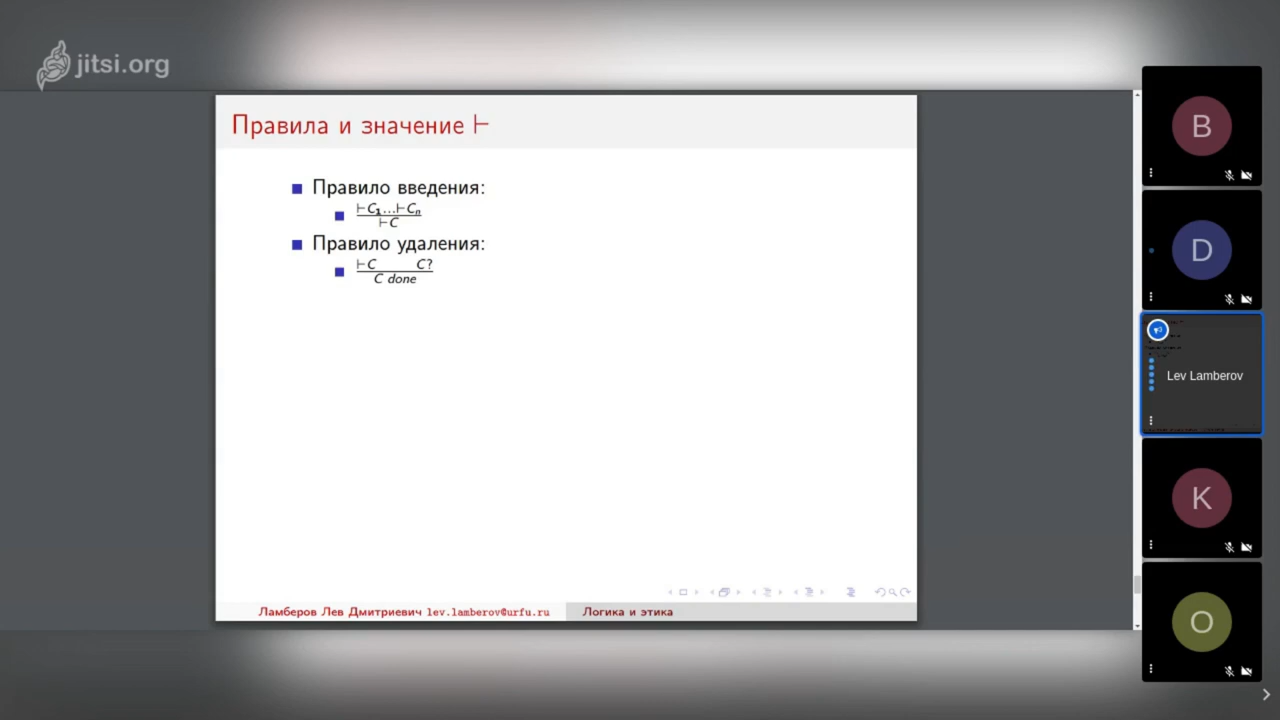 jitsi.org
Правила и значение ⊢
Правило введения:
⊢C₁...⊢Cₙ
⊢C
Правило удаления:
⊢C C?
C done
Ламберов Лев Дмитриевич lev.lamberov@urfu.ru
Логика и этика
B
D
Lev Lamberov
K
O